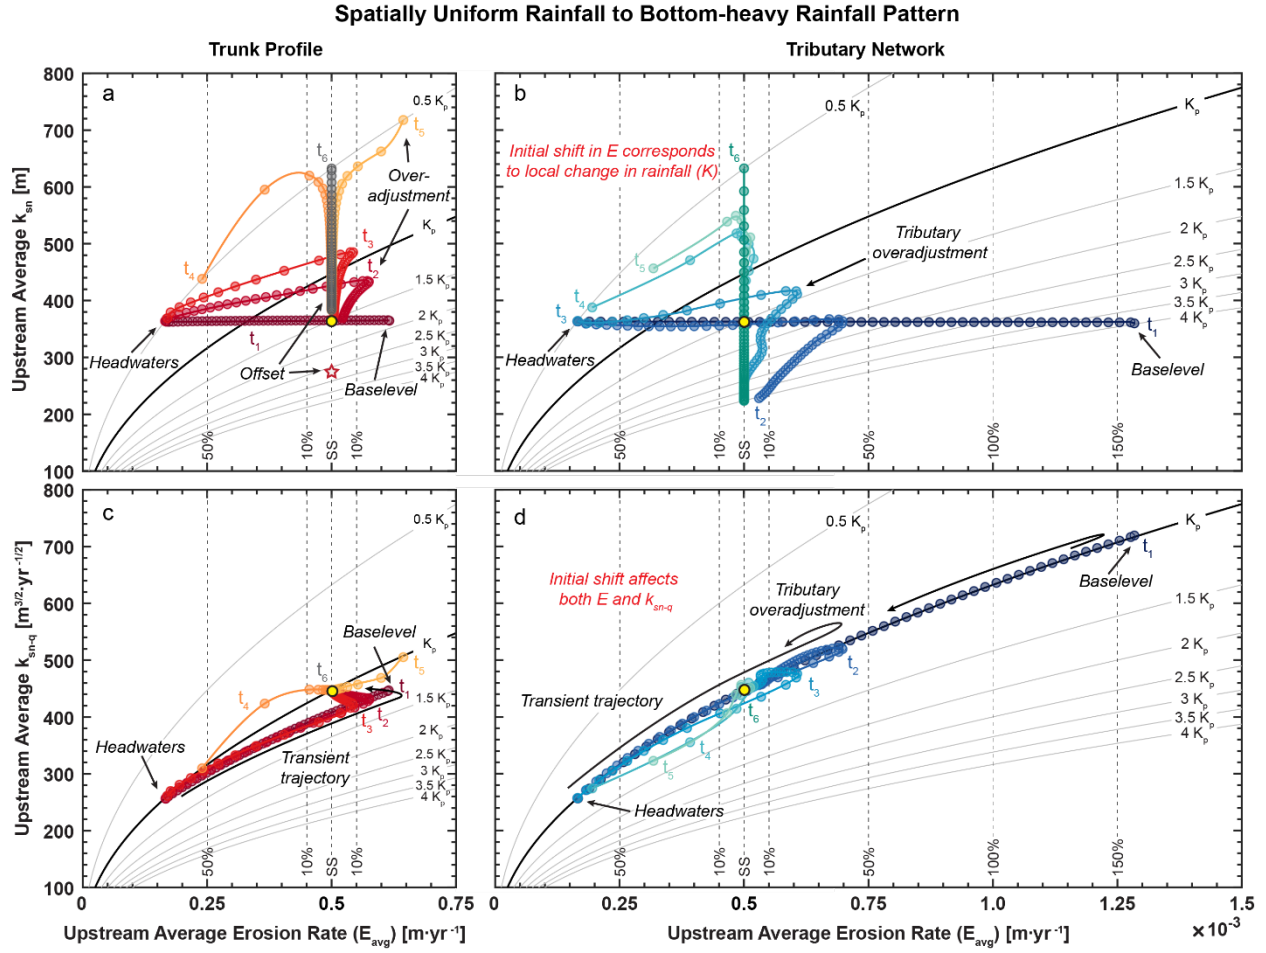 Spatially Uniform Rainfall to Bottom-heavy Rainfall Pattern
Trunk Profile
Tributary Network
Upstream Average ksn [m]
800
700
600
500
400
300
200
100
a
0.5 Kp
t5
t6
Over-
adjustment
Kp
t3
t4
t2
1.5 Kp
2 Kp
t1
2.5 Kp
3 Kp
3.5 Kp
4 Kp
Headwaters
Offset
Baselevel
50%
10%
SS
10%
b
0.5 Kp
Kp
Initial shift in E corresponds
to local change in rainfall (K)
t6
1.5 Kp
Tributary
overadjustment
2 Kp
2.5 Kp
t5
3 Kp
t4
3.5 Kp
t3
4 Kp
t1
Headwaters
Baselevel
t2
50%
10%
SS
10%
50%
100%
150%
Upstream Average ksn-q [m3/2·yr-1/2]
800
700
600
500
400
300
200
100
c
0.5 Kp
Baselevel
Kp
t6
t5
t4
t1
1.5 Kp
t2
t3
2 Kp
Headwaters
Transient
trajectory
2.5 Kp
3 Kp
3.5 Kp
4 Kp
50%
10%
SS
10%
0
0.25
0.5
0.75
Upstream Average Erosion Rate (Eavg) [m·yr-1]
d
0.5 Kp
Kp
t1
Initial shift affects
both E and ksn-q
Tributary
overadjustment
Baselevel
1.5 Kp
2 Kp
t2
Transient trajectory
t3
2.5 Kp
3 Kp
t6
3.5 Kp
4 Kp
t4
t5
Headwaters
50%
10%
SS
10%
50%
100%
150%
0
0.25
0.5
0.75
1.0
1.25
1.5
Upstream Average Erosion Rate (Eavg) [m·yr-1]
×10-3